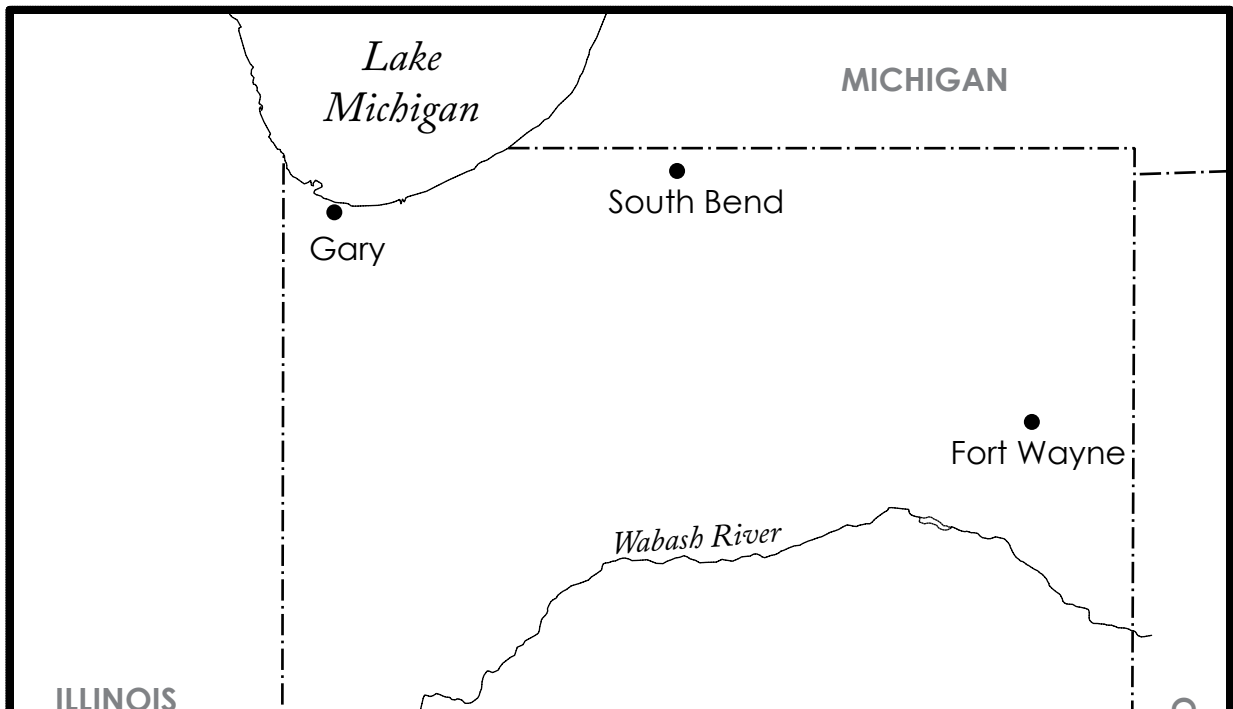 Lake
Michigan
MICHIGAN
South Bend
Gary
Fort Wayne
Wabash River
ILLINOIS